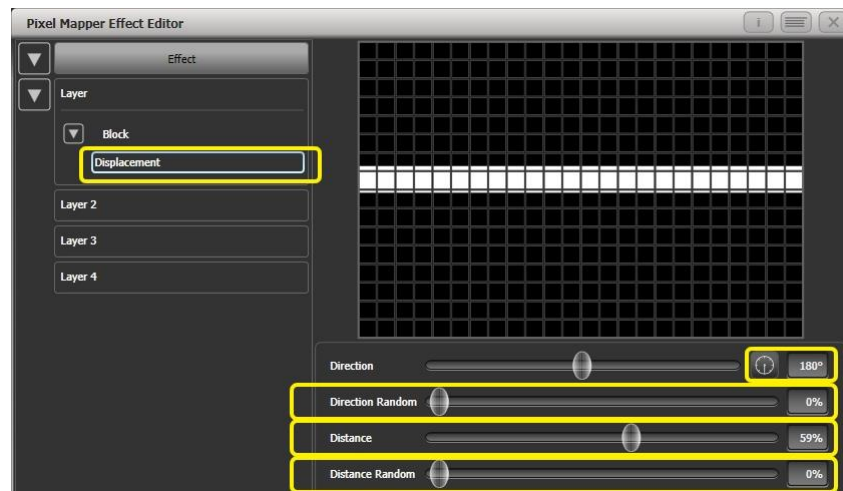 Pixel Mapper Effect Editor
Effect
Layer
Block
Displacement
Layer 2
Layer 3
Layer 4
Direction 180°
Direction Random 0%
Distance 59%
Distance Random 0%